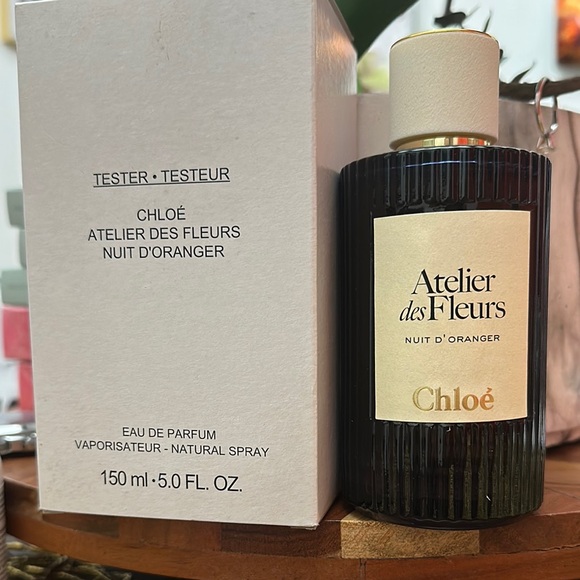 TESTER • TESTEUR
CHLOÉ
ATELIER DES FLEURS
NUIT D'ORANGER
EAU DE PARFUM
VAPORISATEUR - NATURAL SPRAY
150 ml • 5.0 FL. OZ.
Atelier
des Fleurs
NUIT D'ORANGER
Chloé